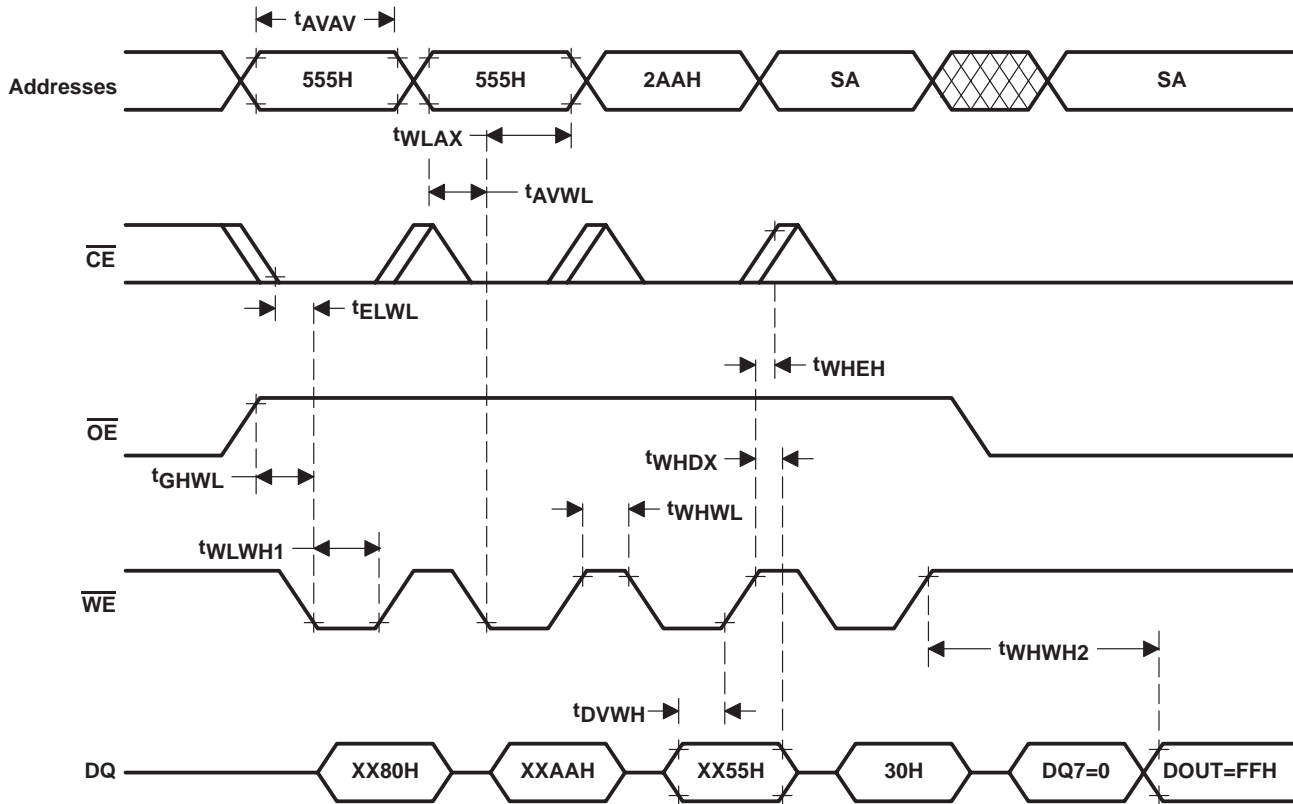 tAVAV
Addresses 555H 555H 2AAH SA SA
tWLAX
tAVWL
CE
tELWL
tWHEH
OE
tWHDX
tGHWL
tWHWL
tWLWH1
WE
tWHWH2
tDVWH
DQ XX80H XXAAH XX55H 30H DQ7=0 DOUT=FFH